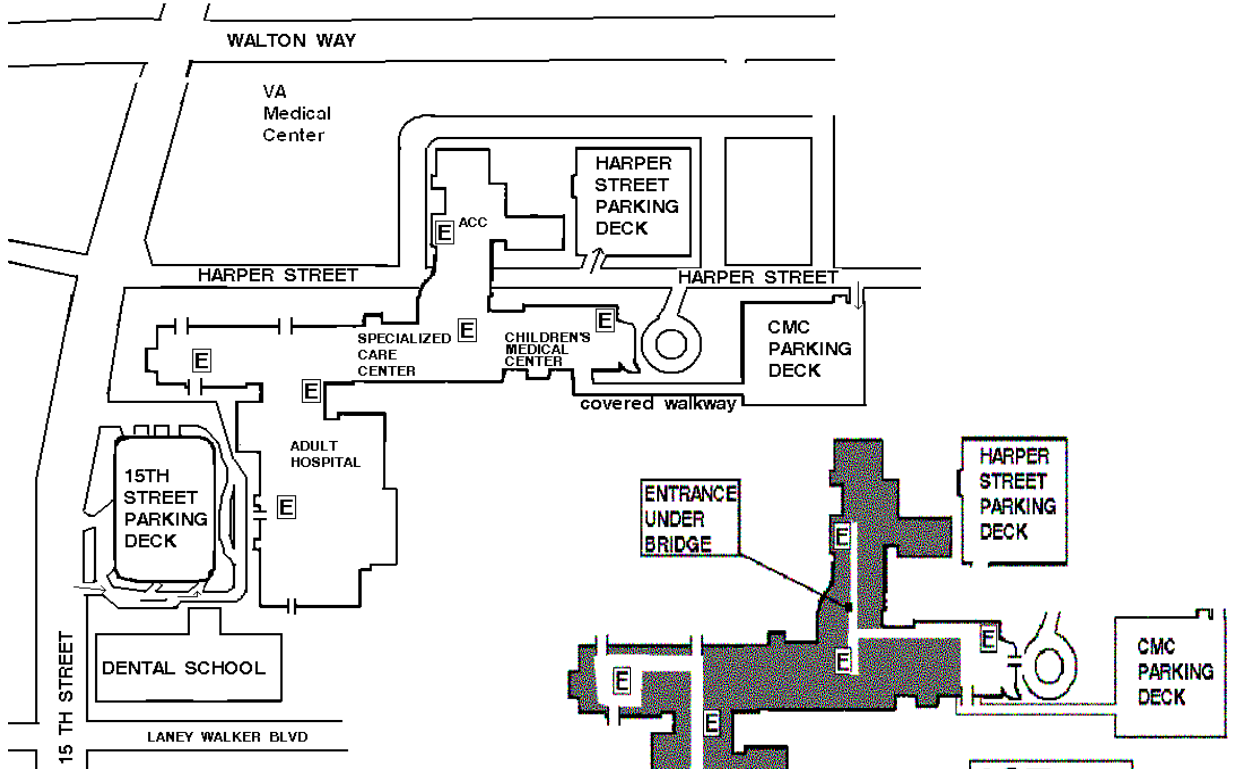 WALTON WAY
VA
Medical
Center
HARPER
STREET
PARKING
DECK
E
ACC
HARPER STREET
HARPER STREET
E
E
SPECIALIZED
CARE
CENTER
CHILDREN'S
MEDICAL
CENTER
CMC
PARKING
DECK
E
E
covered walkway
ADULT
HOSPITAL
E
15TH
STREET
PARKING
DECK
DENTAL SCHOOL
15 TH STREET
LANEY WALKER BLVD
ENTRANCE
UNDER
BRIDGE
HARPER
STREET
PARKING
DECK
E
E
E
E
E
CMC
PARKING
DECK